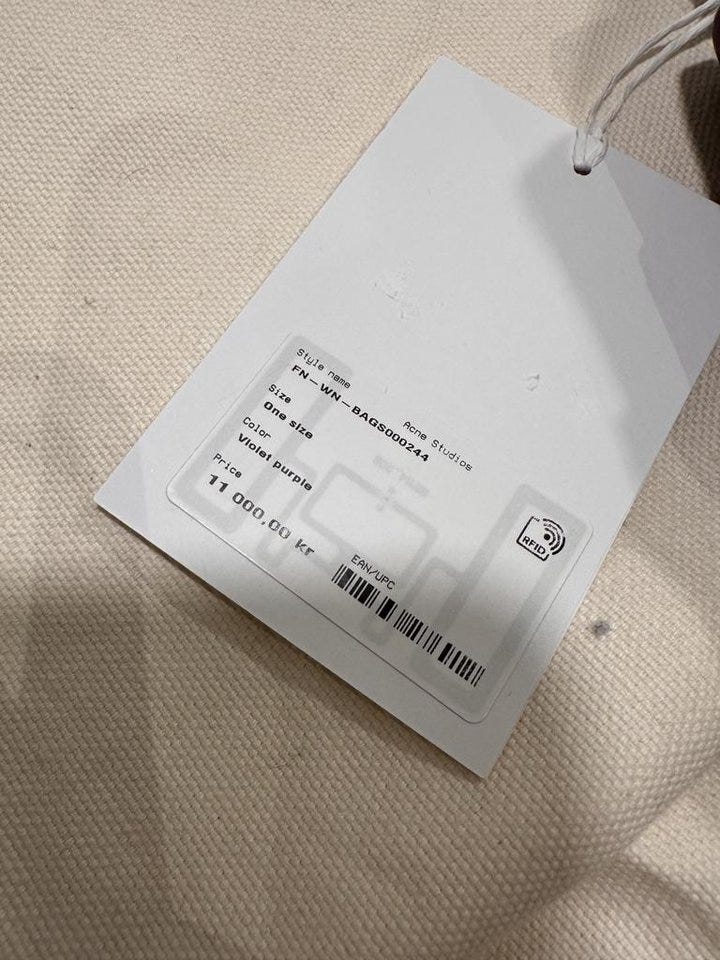 Style name
FN-WN-BAGS000244
Acne Studios
Size
One size
Color
Violet purple
Price
11 000,00 kr
EAN/UPC
RFID